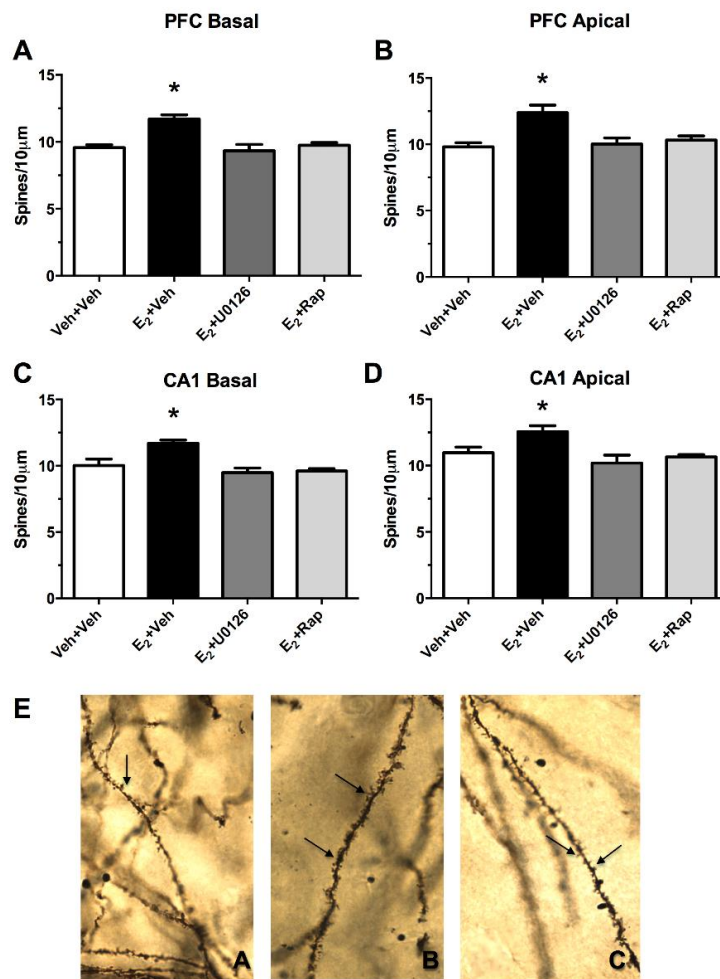 PFC Basal
PFC Apical
A
B
15
10
5
0
Spines/10μm
*
Veh+Veh
E₂+Veh
E₂+U0126
E₂+Rap
15
10
5
0
Spines/10μm
*
Veh+Veh
E₂+Veh
E₂+U0126
E₂+Rap
C
D
CA1 Basal
CA1 Apical
15
10
5
0
Spines/10μm
*
Veh+Veh
E₂+Veh
E₂+U0126
E₂+Rap
15
10
5
0
Spines/10μm
*
Veh+Veh
E₂+Veh
E₂+U0126
E₂+Rap
E
A
B
C